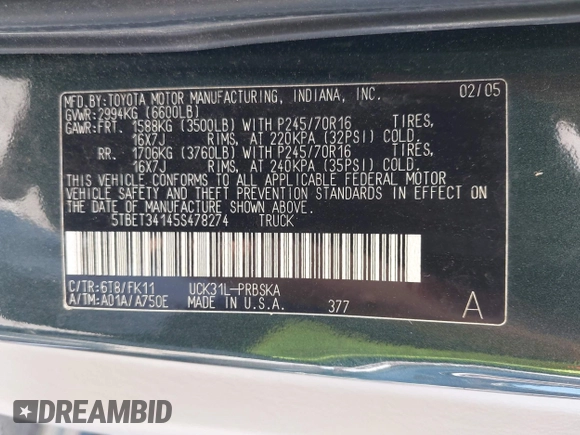 MFD.BY:TOYOTA MOTOR MANUFACTURING, INDIANA, INC. 02/05
GVWR:2994KG (6600LB)
GAWR:FRT. 1588KG (3500LB) WITH P245/70R16 TIRES,
16X7J RIMS, AT 220KPA (32PSI) COLD.
RR. 1706KG (3760LB) WITH P245/70R16 TIRES,
16X7J RIMS, AT 240KPA (35PSI) COLD.
THIS VEHICLE CONFORMS TO ALL APPLICABLE FEDERAL MOTOR
VEHICLE SAFETY AND THEFT PREVENTION STANDARDS IN EFFECT ON
THE DATE OF MANUFACTURE SHOWN ABOVE.
5TBET34145S478274 TRUCK
C/TR:6T8/FK11 UCK31L-PRBSKA
A/TM:A01A/A750E MADE IN U.S.A. 377 A
DREAMBID